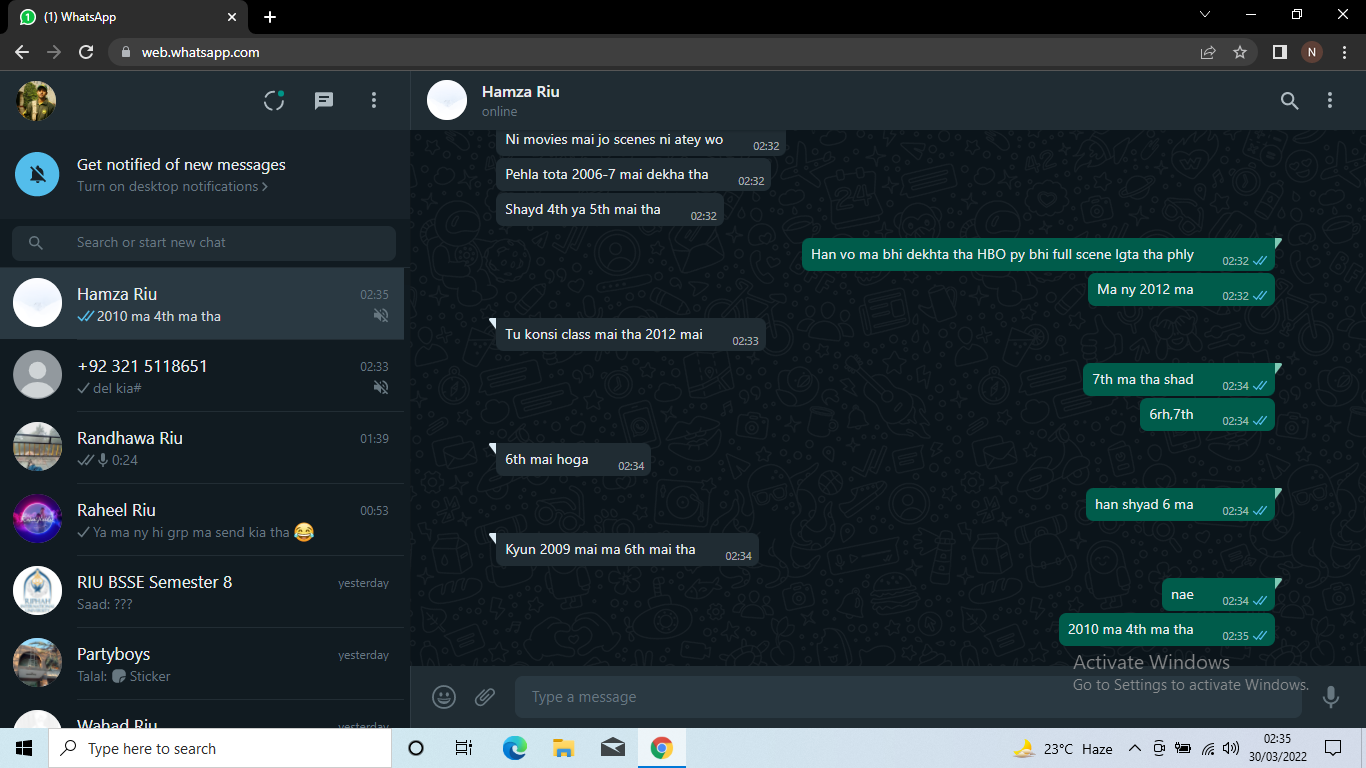 (1) WhatsApp
web.whatsapp.com
N
Get notified of new messages
Turn on desktop notifications >
Search or start new chat
Hamza Riu
02:35
2010 ma 4th ma tha
+92 321 5118651
02:33
del kia#
Randhawa Riu
01:39
0:24
Raheel Riu
00:53
Ya ma ny hi grp ma send kia tha 😂
RIU BSSE Semester 8
yesterday
Saad: ???
Partyboys
yesterday
Talal: Sticker
Wahad Riu
yesterday
Hamza Riu
online
Ni movies mai jo scenes ni atey wo
02:32
Pehla tota 2006-7 mai dekha tha
02:32
Shayd 4th ya 5th mai tha
02:32
Han vo ma bhi dekhta tha HBO py bhi full scene lgta tha phly
02:32
Ma ny 2012 ma
02:32
Tu konsi class mai tha 2012 mai
02:33
7th ma tha shad
02:34
6rh,7th
02:34
6th mai hoga
02:34
han shyad 6 ma
02:34
Kyun 2009 mai ma 6th mai tha
02:34
nae
02:34
2010 ma 4th ma tha
02:35
Activate Windows
Go to Settings to activate Windows.
Type a message
Type here to search
23°C Haze
02:35
30/03/2022